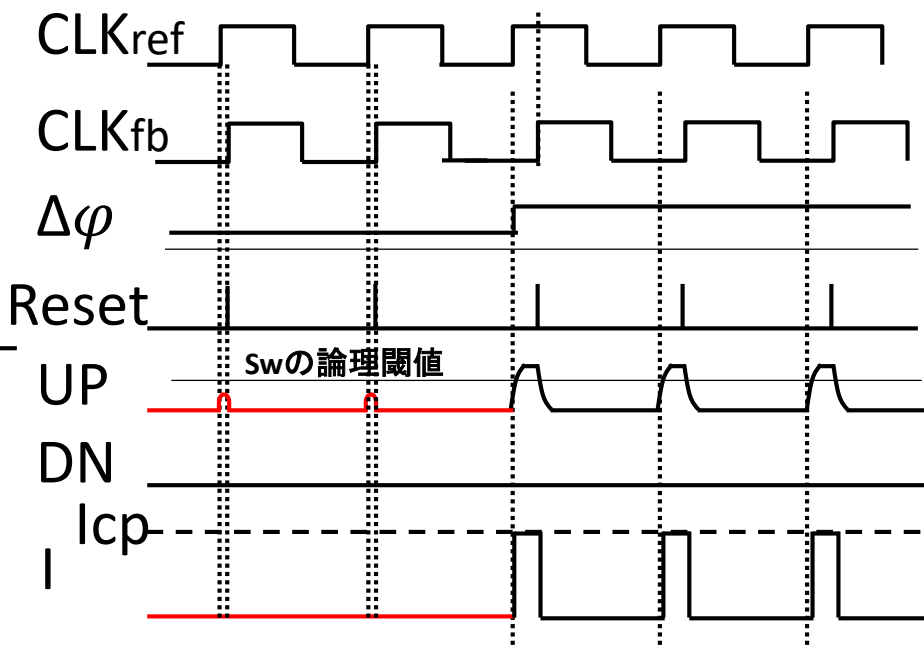 CLKref
CLKfb
Δφ
Reset
Swの論理閾値
UP
DN
Icp
I